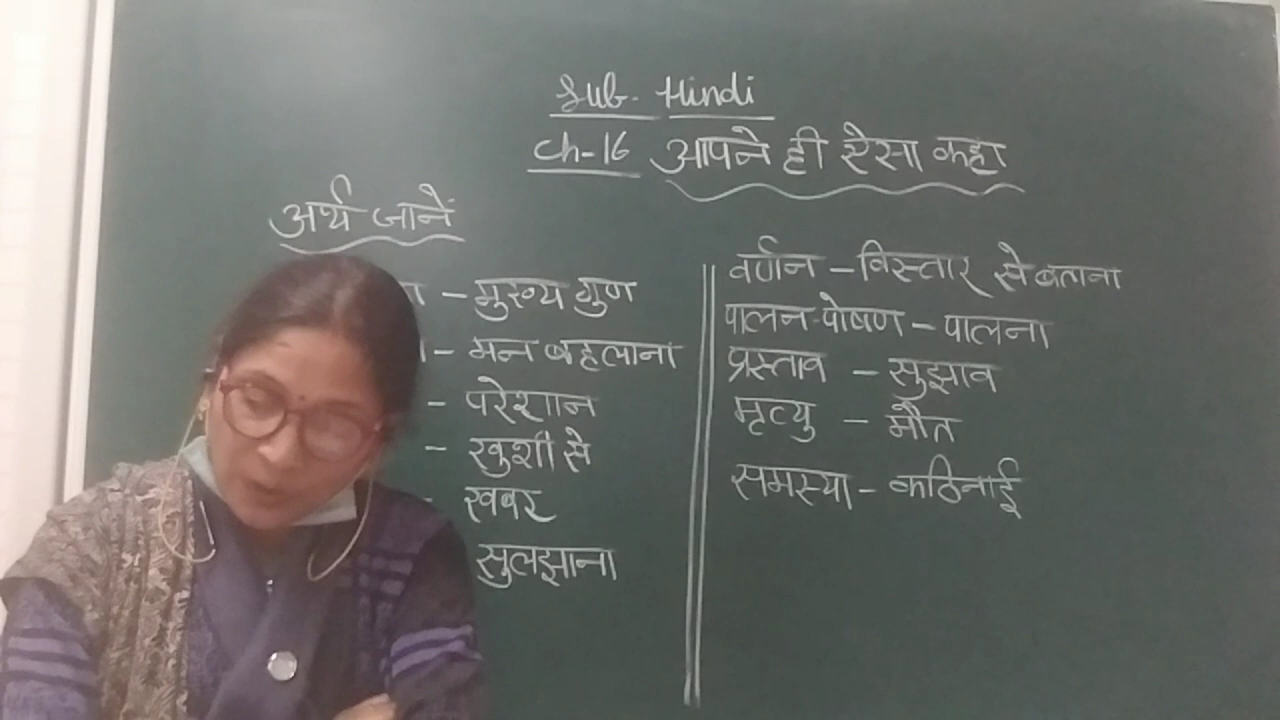 Sub- Hindi
Ch-16 आपने ही ऐसा कहा
अर्थ जानें
- मुख्य गुण
- मन बहलाना
- परेशान
- खुशी से
- खबर
सुलझाना
वर्णन - विस्तार से बताना
पालन-पोषण - पालना
प्रस्ताव - सुझाव
मृत्यु - मौत
समस्या - कठिनाई